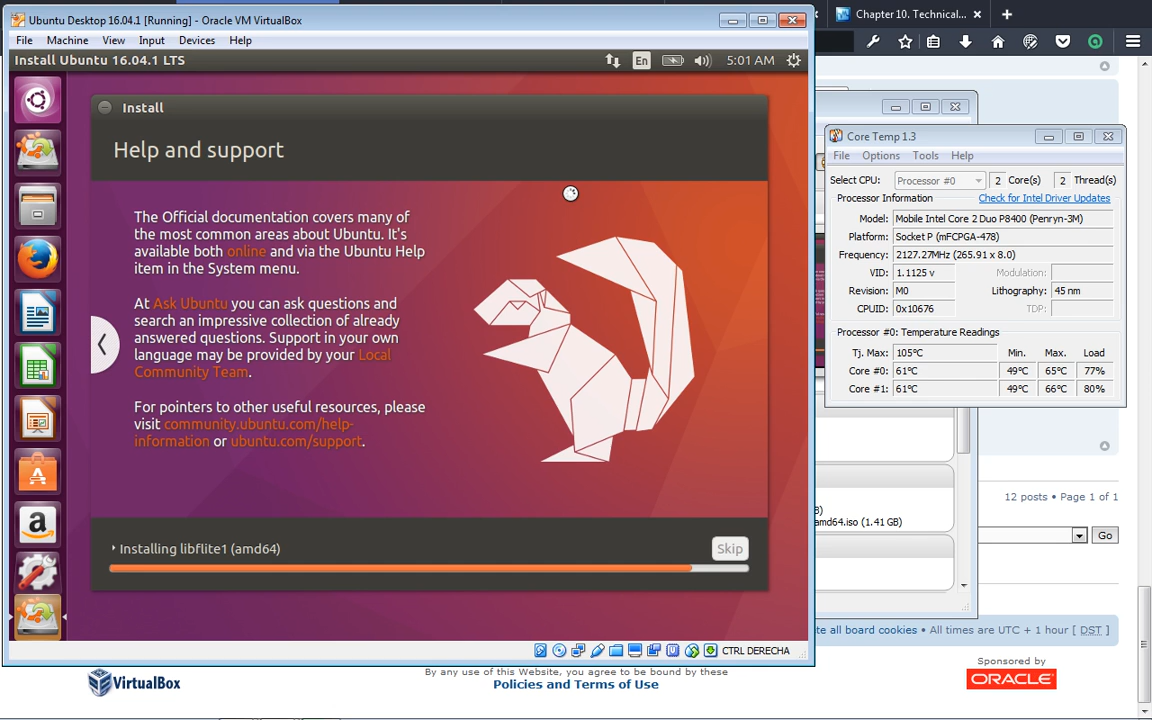 Ubuntu Desktop 16.04.1 [Running] - Oracle VM VirtualBox
File Machine View Input Devices Help
Install Ubuntu 16.04.1 LTS
En
5:01 AM
Install
Help and support
The Official documentation covers many of
the most common areas about Ubuntu. It's
available both online and via the Ubuntu Help
item in the System menu.
At Ask Ubuntu you can ask questions and
search an impressive collection of already
answered questions. Support in your own
language may be provided by your Local
Community Team.
For pointers to other useful resources, please
visit community.ubuntu.com/help-
information or ubuntu.com/support.
Installing libflite1 (amd64)
Skip
CTRL DERECHA
Chapter 10. Technical...
Core Temp 1.3
File Options Tools Help
Select CPU: Processor #0 2 Core(s) 2 Thread(s)
Processor Information Check for Intel Driver Updates
Model: Mobile Intel Core 2 Duo P8400 (Penryn-3M)
Platform: Socket P (mFCPGA-478)
Frequency: 2127.27MHz (265.91 x 8.0)
VID: 1.1125 v Modulation:
Revision: M0 Lithography: 45 nm
CPUID: 0x10676 TDP:
Processor #0: Temperature Readings
Tj. Max: 105°C Min. Max. Load
Core #0: 61°C 49°C 65°C 77%
Core #1: 61°C 49°C 66°C 80%
12 posts • Page 1 of 1
8)
amd64.iso (1.41 GB)
Go
te all board cookies • All times are UTC + 1 hour [ DST ]
VirtualBox
By any use of this Website, you agree to be bound by these
Policies and Terms of Use
Sponsored by
ORACLE